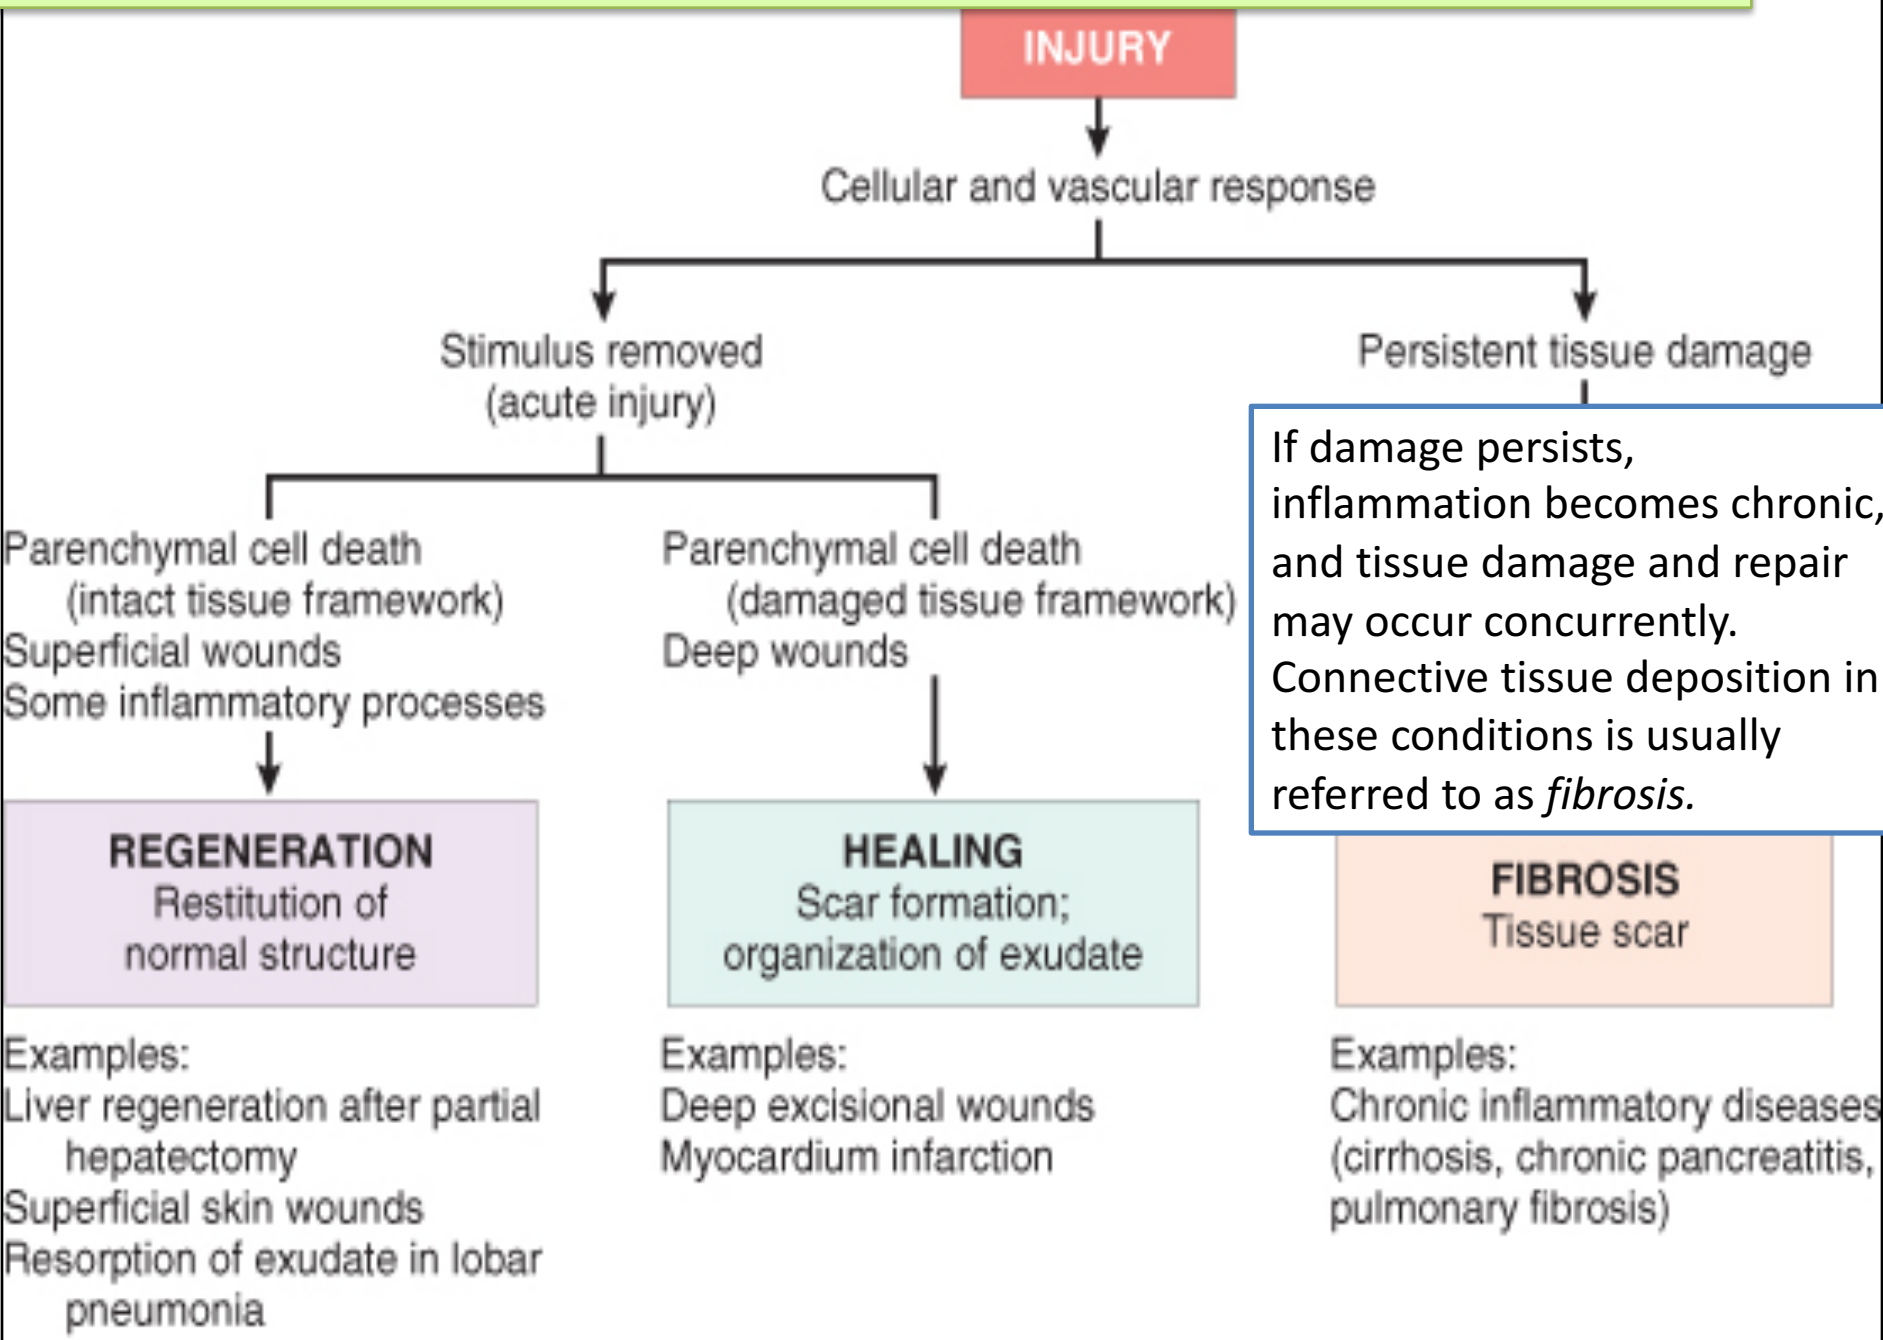 INJURY
Cellular and vascular response
Stimulus removed
(acute injury)
Persistent tissue damage
Parenchymal cell death
(intact tissue framework)
Superficial wounds
Some inflammatory processes
Parenchymal cell death
(damaged tissue framework)
Deep wounds
If damage persists,
inflammation becomes chronic,
and tissue damage and repair
may occur concurrently.
Connective tissue deposition in
these conditions is usually
referred to as fibrosis.
REGENERATION
Restitution of
normal structure
HEALING
Scar formation;
organization of exudate
FIBROSIS
Tissue scar
Examples:
Liver regeneration after partial
hepatectomy
Superficial skin wounds
Resorption of exudate in lobar
pneumonia
Examples:
Deep excisional wounds
Myocardium infarction
Examples:
Chronic inflammatory diseases
(cirrhosis, chronic pancreatitis,
pulmonary fibrosis)